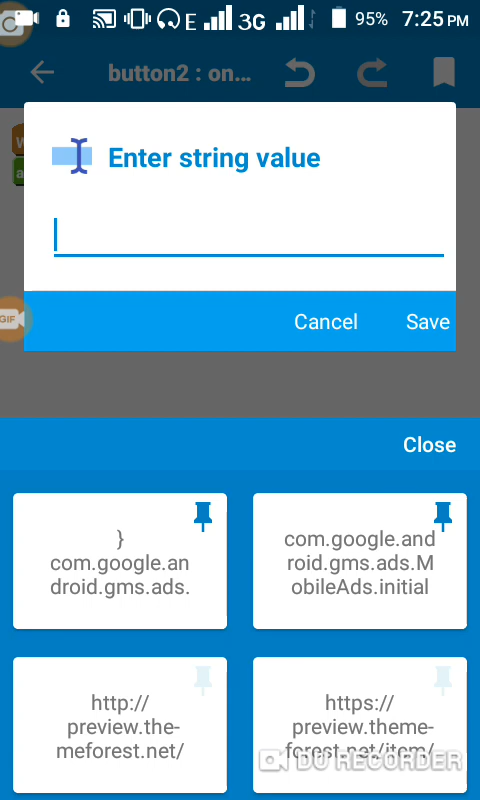 E 3G 95% 7:25 PM
button2 : on...
W
a
Enter string value
GIF
Cancel Save
Close
}
com.google.an
droid.gms.ads.
com.google.and
roid.gms.ads.M
obileAds.initial
http://
preview.the-
meforest.net/
https://
preview.theme-
forest.net/item/
DU RECORDER